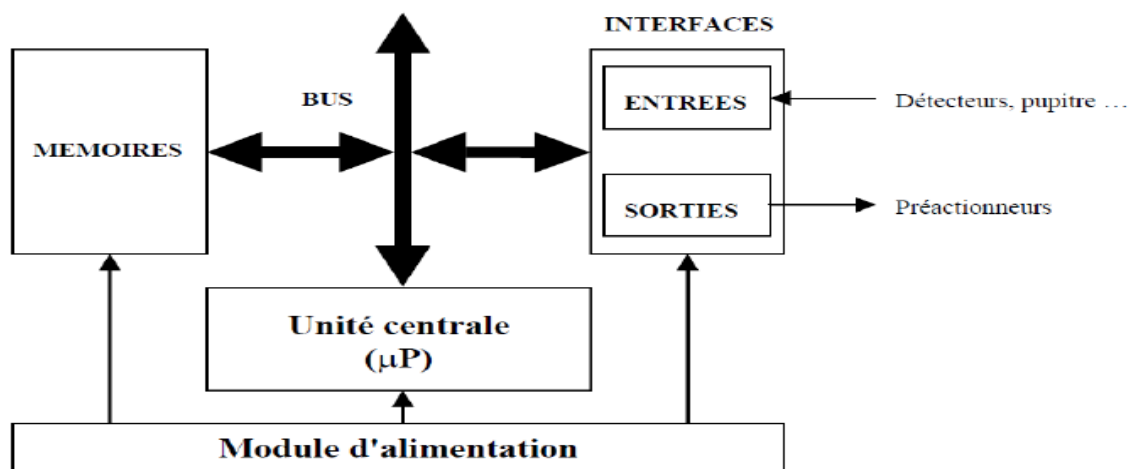 INTERFACES
BUS
ENTREES
Détecteurs, pupitre …
MEMOIRES
SORTIES
Préactionneurs
Unité centrale
(µP)
Module d'alimentation